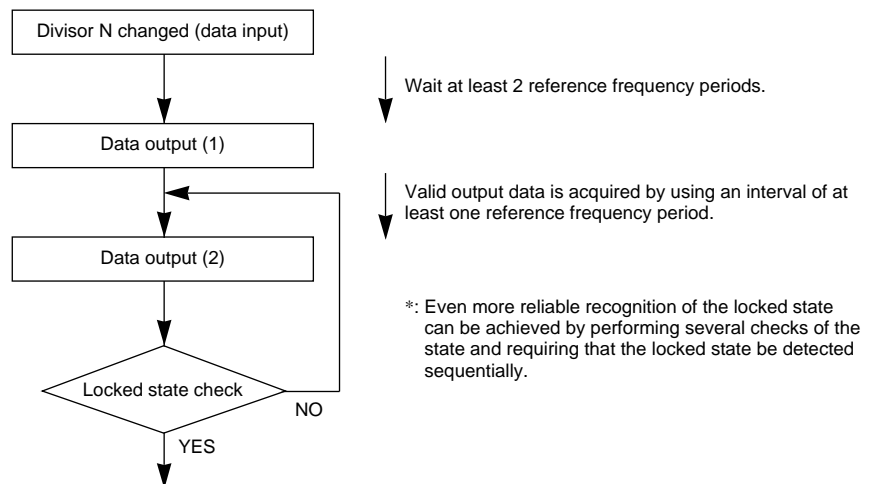 Divisor N changed (data input)
Wait at least 2 reference frequency periods.
Data output (1)
Valid output data is acquired by using an interval of at
least one reference frequency period.
Data output (2)
*: Even more reliable recognition of the locked state
can be achieved by performing several checks of the
state and requiring that the locked state be detected
sequentially.
Locked state check
NO
YES